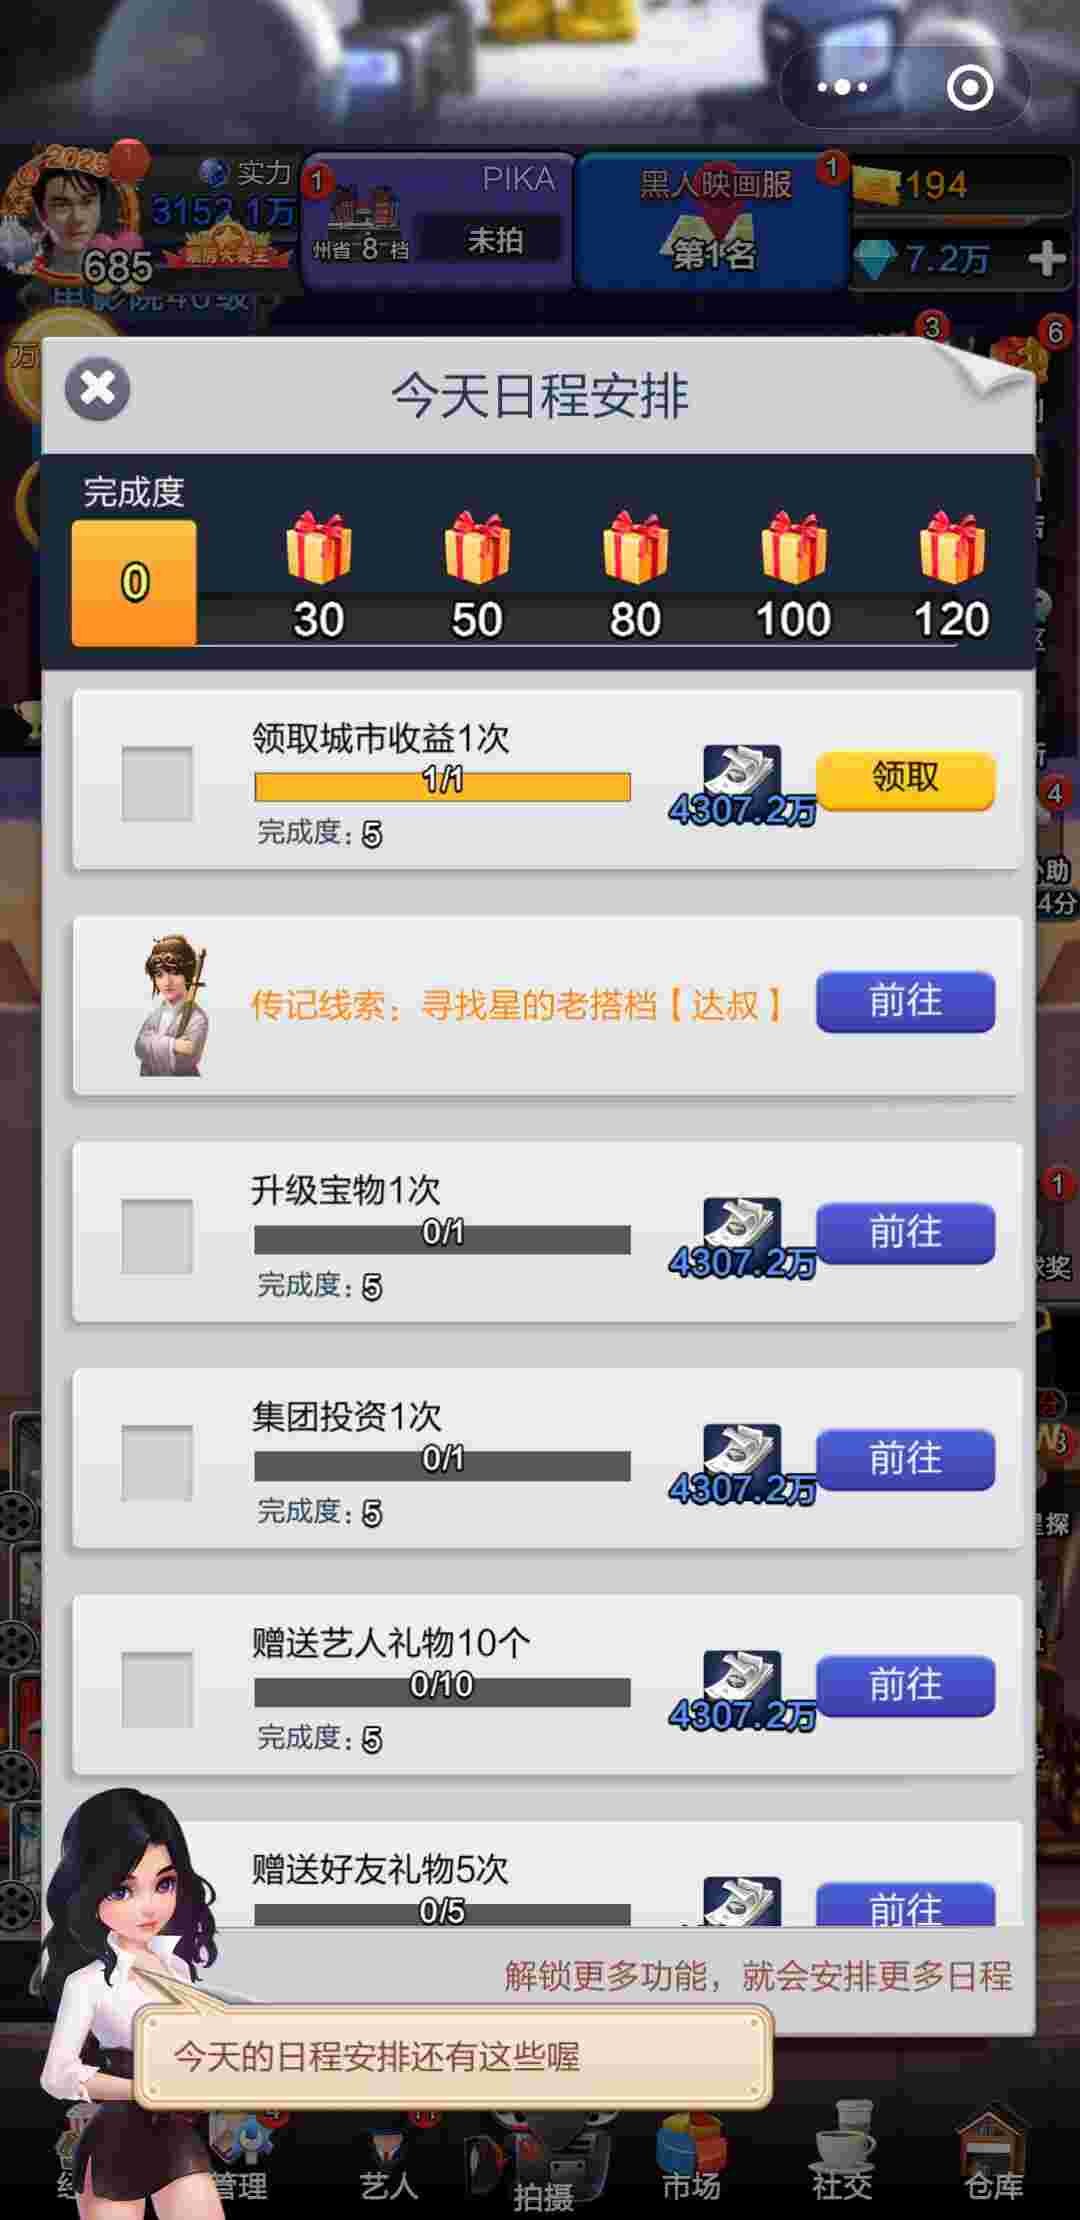 2025
1
实力
3152.1万
685
1
PIKA
州省 8 档
未拍
黑人映画服
第1名
1
194
7.2万
3
6
今天日程安排
完成度
0
30
50
80
100
120
领取城市收益1次
1/1
完成度：5
4307.2万
领取
传记线索：寻找星的老搭档【达叔】
前往
升级宝物1次
0/1
完成度：5
4307.2万
前往
集团投资1次
0/1
完成度：5
4307.2万
前往
赠送艺人礼物10个
0/10
完成度：5
4307.2万
前往
赠送好友礼物5次
0/5
前往
4
助
4分
1
奖
3
探
解锁更多功能，就会安排更多日程
今天的日程安排还有这些喔
管理
艺人
拍摄
市场
社交
仓库